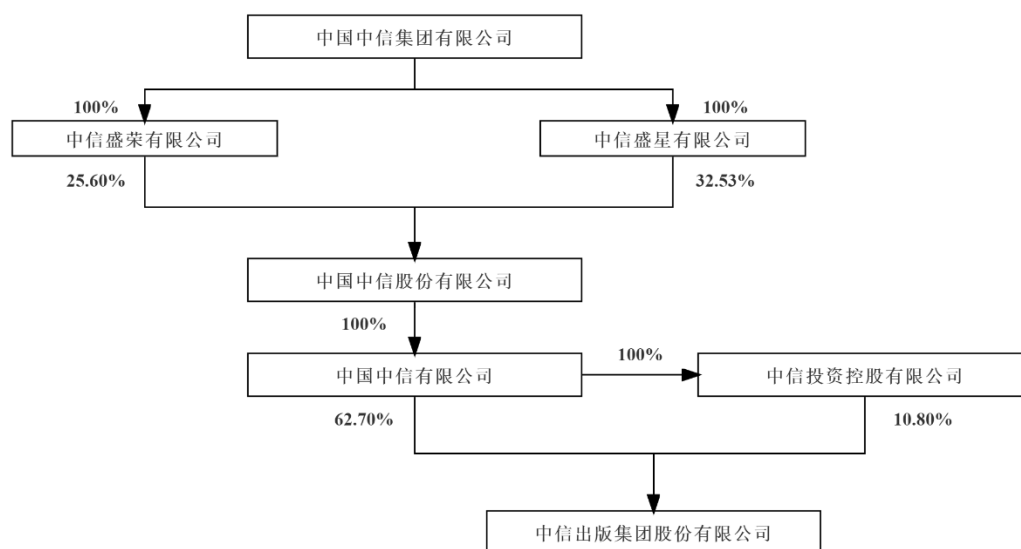 中国中信集团有限公司
100%
100%
中信盛荣有限公司
中信盛星有限公司
25.60%
32.53%
中国中信股份有限公司
100%
中国中信有限公司
100%
中信投资控股有限公司
62.70%
10.80%
中信出版集团股份有限公司